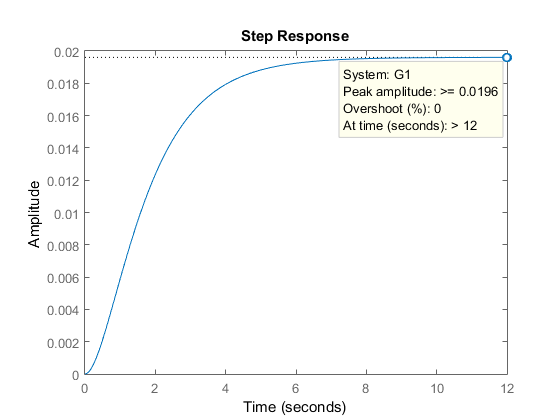 Step Response
0.02
0.018
0.016
0.014
0.012
0.01
0.008
0.006
0.004
0.002
0
Amplitude
System: G1
Peak amplitude: >= 0.0196
Overshoot (%): 0
At time (seconds): > 12
0 2 4 6 8 10 12
Time (seconds)